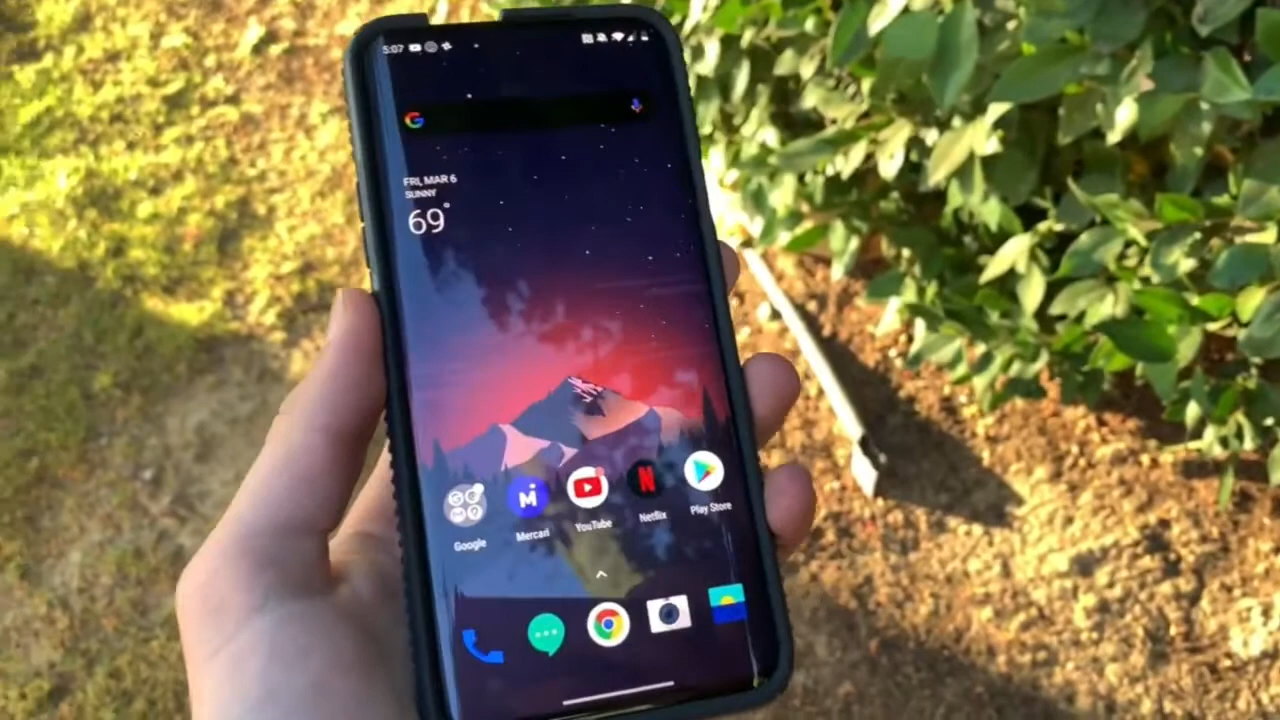 5:07
FRI, MAR 6
SUNNY
69°
Google
Mercari
YouTube
Netflix
Play Store